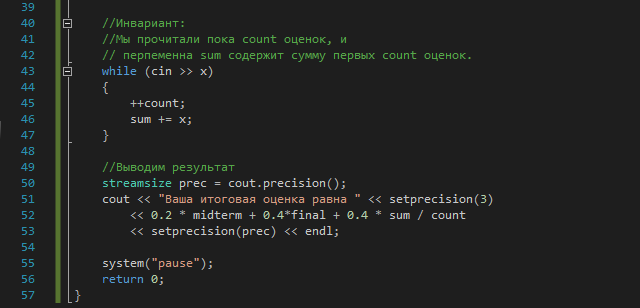 39
40 //Инвариант:
41 //Мы прочитали пока count оценок, и
42 // перпеменна sum содержит сумму первых count оценок.
43 while (cin >> x)
44 {
45 ++count;
46 sum += x;
47 }
48
49 //Выводим результат
50 streamsize prec = cout.precision();
51 cout << "Ваша итоговая оценка равна " << setprecision(3)
52 << 0.2 * midterm + 0.4*final + 0.4 * sum / count
53 << setprecision(prec) << endl;
54
55 system("pause");
56 return 0;
57 }